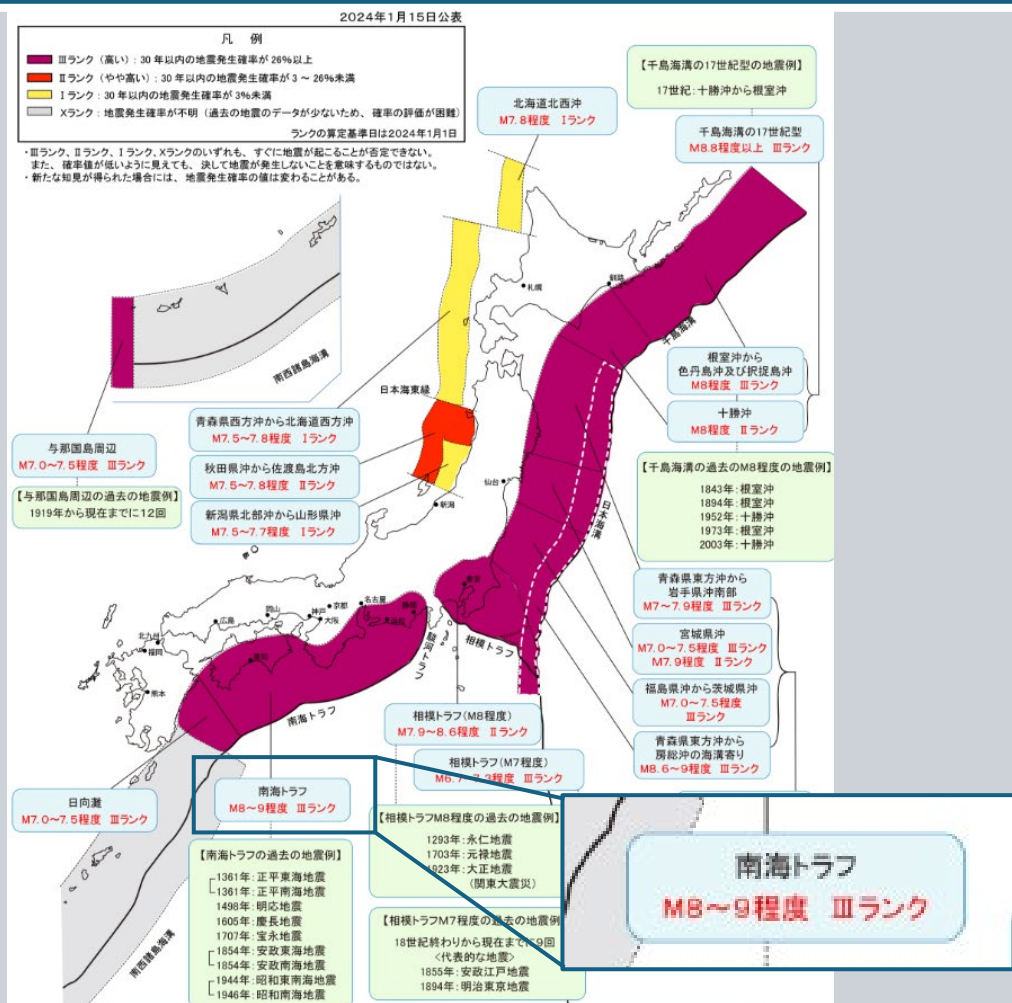 2024年1月15日公表
凡 例
Ⅲランク（高い）：30年以内の地震発生確率が26%以上
Ⅱランク（やや高い）：30年以内の地震発生確率が3～26%未満
Ⅰランク：30年以内の地震発生確率が3%未満
Xランク：地震発生確率が不明（過去の地震のデータが少ないため、確率の評価が困難）
ランクの算定基準日は2024年1月1日
・Ⅲランク、Ⅱランク、Ⅰランク、Xランクのいずれも、すぐに地震が起こることが否定できない。
また、確率値が低いように見えても、決して地震が発生しないことを意味するものではない。
・新たな知見が得られた場合には、地震発生確率の値は変わることがある。
北海道北西沖
M7.8程度 Ⅰランク
【千島海溝の17世紀型の地震例】
17世紀：十勝沖から根室沖
千島海溝の17世紀型
M8.8程度以上 Ⅲランク
札幌
釧路
千島海溝
南西諸島海溝
日本海東縁
根室沖から
色丹島沖及び択捉島沖
M8程度 Ⅲランク
十勝沖
M8程度 Ⅱランク
青森県西方沖から北海道西方沖
M7.5～7.8程度 Ⅰランク
秋田県沖から佐渡島北方沖
M7.5～7.8程度 Ⅱランク
新潟県北部沖から山形県沖
M7.5～7.7程度 Ⅰランク
与那国島周辺
M7.0～7.5程度 Ⅲランク
【与那国島周辺の過去の地震例】
1919年から現在までに12回
【千島海溝の過去のM8程度の地震例】
1843年：根室沖
1894年：根室沖
1952年：十勝沖
1973年：根室沖
2003年：十勝沖
仙台
新潟
日本海溝
青森県東方沖から
岩手県沖南部
M7～7.9程度 Ⅲランク
宮城県沖
M7.0～7.5程度 Ⅲランク
M7.9程度 Ⅱランク
福島県沖から茨城県沖
M7.0～7.5程度
Ⅲランク
青森県東方沖から
房総沖の海溝寄り
M8.6～9程度 Ⅲランク
東京
名古屋
静岡
京都
神戸
大阪
岡山
広島
高知
北九州
福岡
熊本
駿河トラフ
相模トラフ
南海トラフ
相模トラフ(M8程度)
M7.9～8.6程度 Ⅱランク
相模トラフ(M7程度)
M6.7～7.3程度 Ⅲランク
日向灘
M7.0～7.5程度 Ⅲランク
南海トラフ
M8～9程度 Ⅲランク
【南海トラフの過去の地震例】
1361年：正平東海地震
1361年：正平南海地震
1498年：明応地震
1605年：慶長地震
1707年：宝永地震
1854年：安政東海地震
1854年：安政南海地震
1944年：昭和東南海地震
1946年：昭和南海地震
南西諸島海溝
【相模トラフM8程度の過去の地震例】
1293年：永仁地震
1703年：元禄地震
1923年：大正地震
(関東大震災)
【相模トラフM7程度の過去の地震例
18世紀終わりから現在までに9回
<代表的な地震>
1855年：安政江戸地震
1894年：明治東京地震
南海トラフ
M8～9程度 Ⅲランク